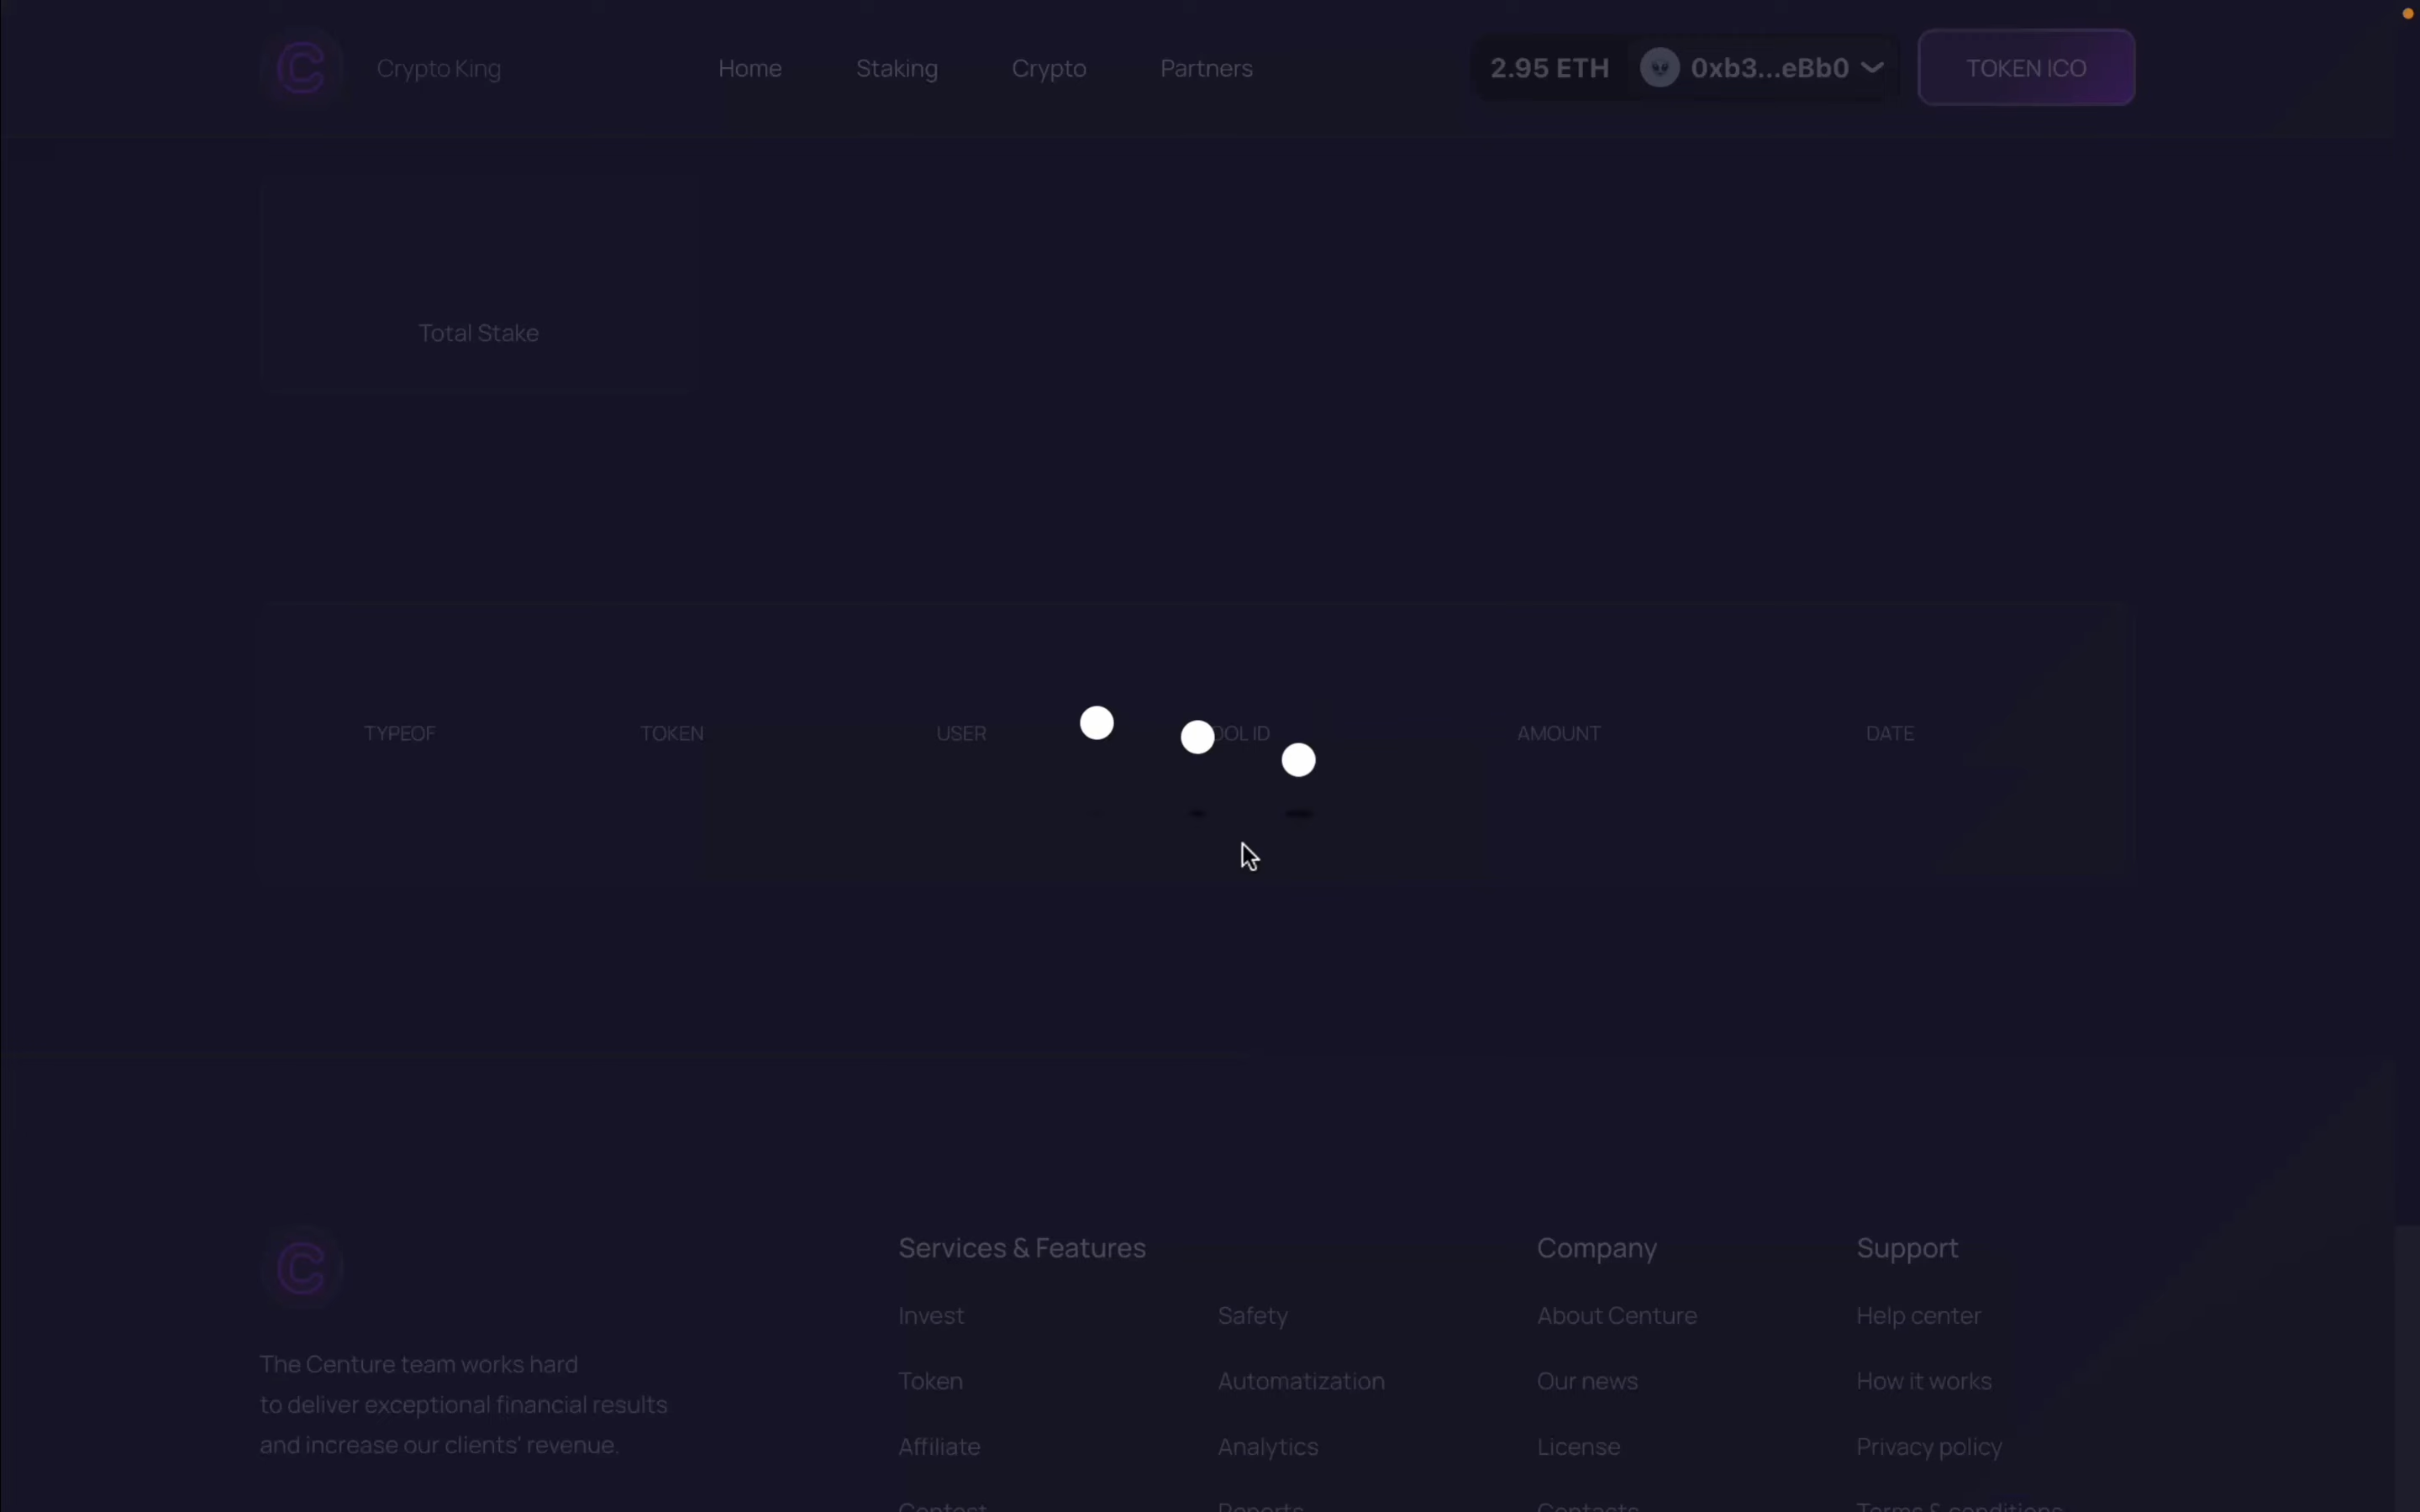 Crypto King
Home
Staking
Crypto
Partners
2.95 ETH
0xb3...eBb0
TOKEN ICO
Total Stake
TYPEOF
TOKEN
USER
OOL ID
AMOUNT
DATE
The Centure team works hard
to deliver exceptional financial results
and increase our clients' revenue.
Services & Features
Invest
Token
Affiliate
Safety
Automatization
Analytics
Company
About Centure
Our news
License
Support
Help center
How it works
Privacy policy